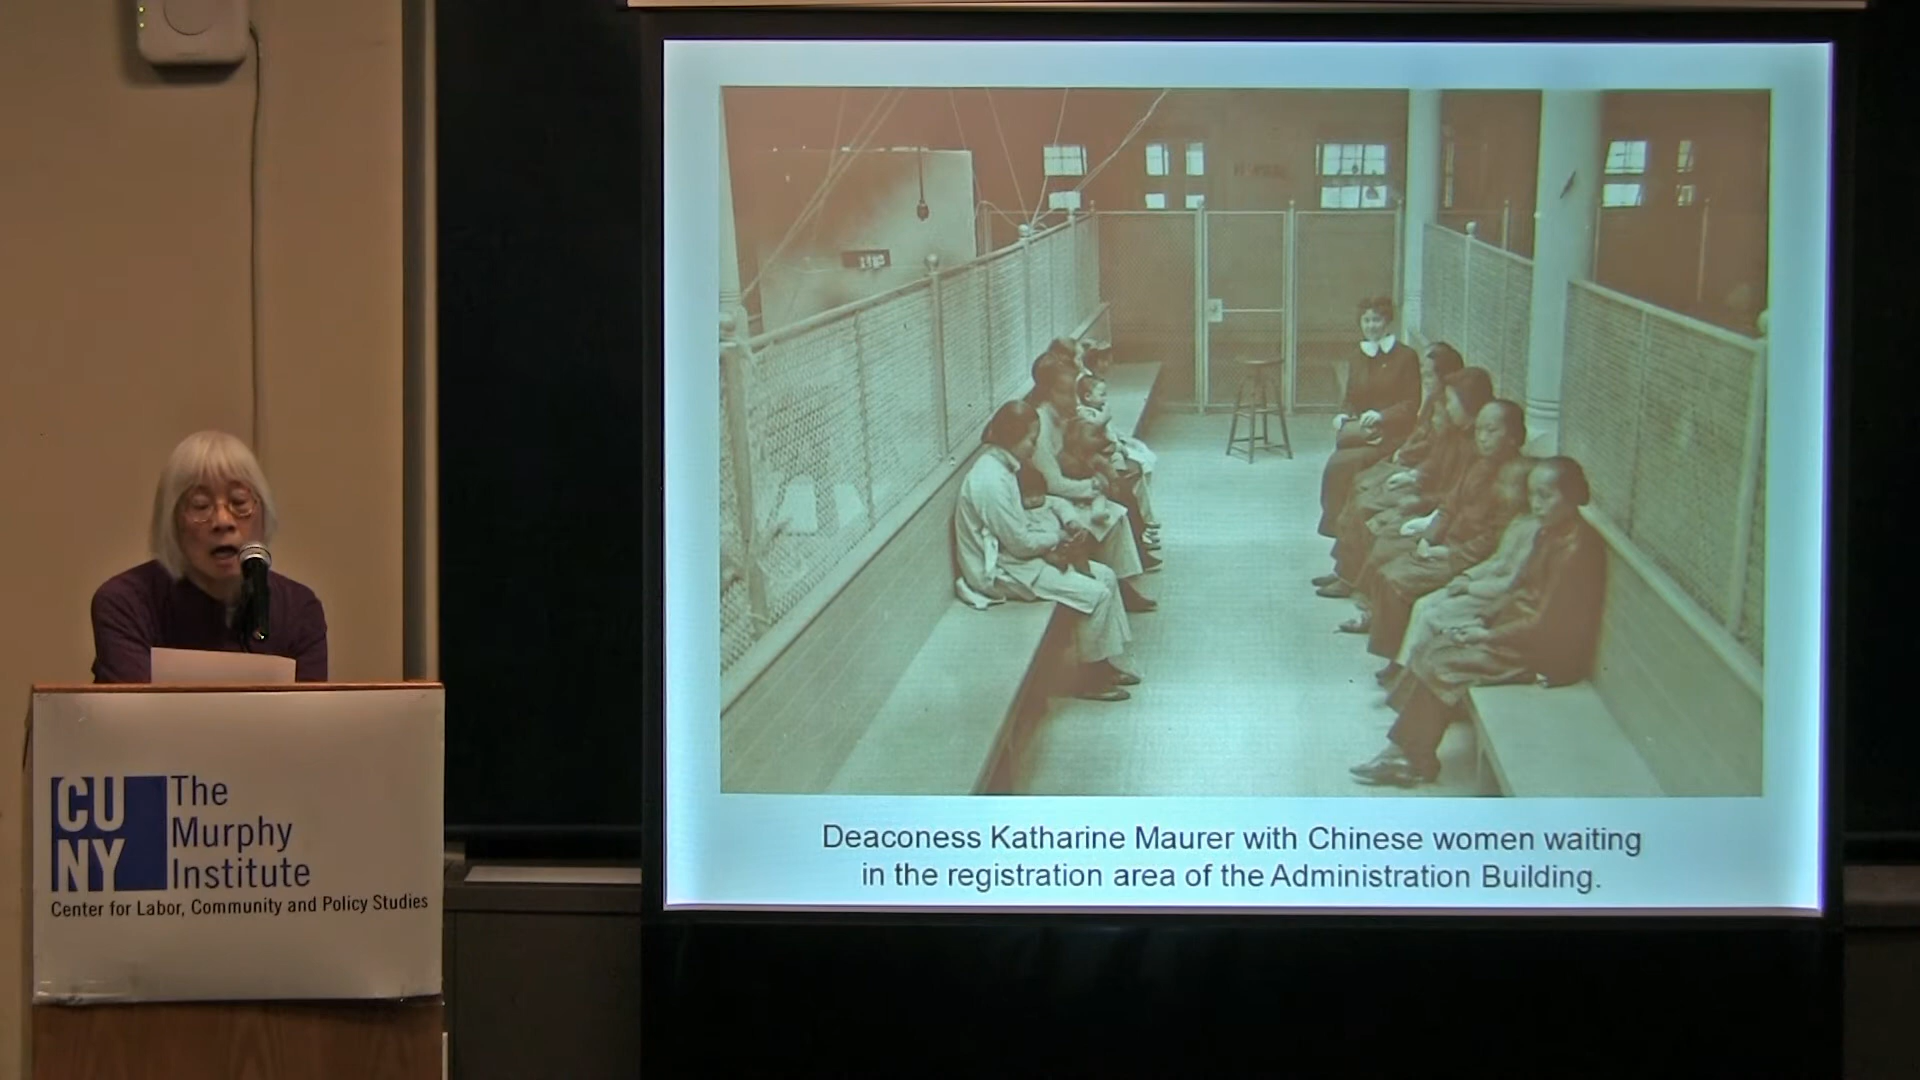 CU
NY
The
Murphy
Institute
Center for Labor, Community and Policy Studies
Deaconess Katharine Maurer with Chinese women waiting
in the registration area of the Administration Building.